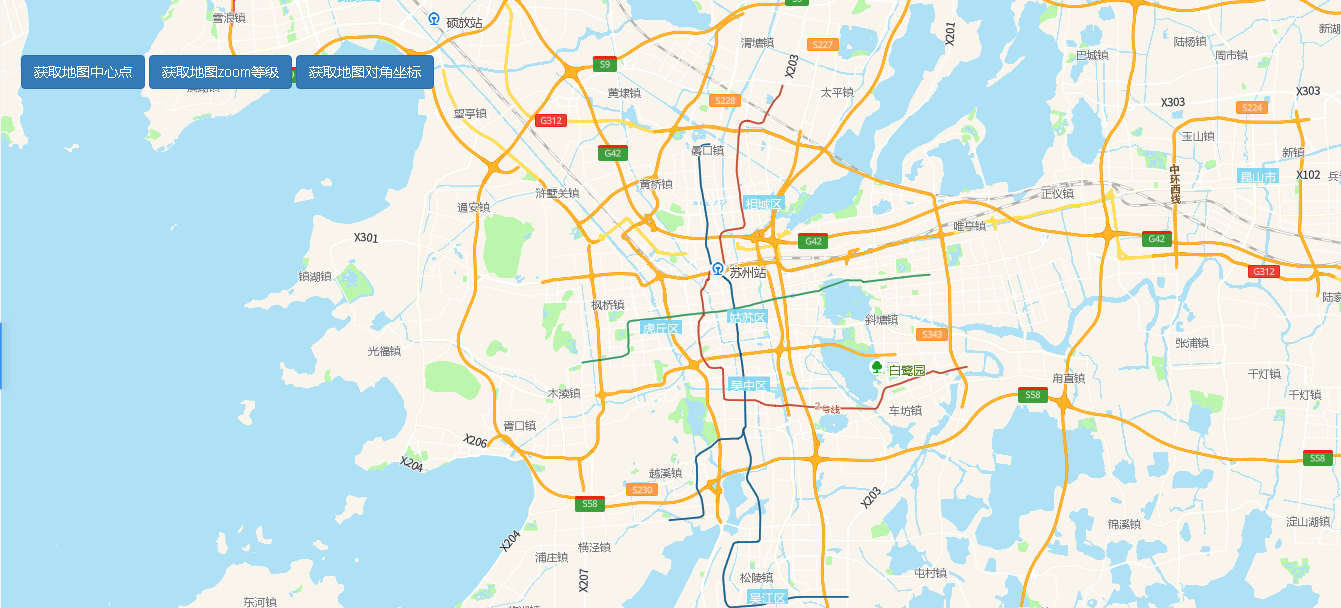 雪浪镇
硕放站
S9
渭塘镇
S227
X201
陆杨镇
巴城镇
周市镇
获取地图中心点
获取地图zoom等级
获取地图对角坐标
S9
X203
黄埭镇
S228
太平镇
X303
S224
X303
望亭镇
G312
玉山镇
G42
黄桥镇
新镇
浒墅关镇
相城区
正仪镇
中环西线
昆山市
X102
通安镇
唯亭镇
X301
G42
G42
G312
镇湖镇
苏州站
枫桥镇
姑苏区
虎丘区
斜塘镇
S343
张浦镇
光福镇
白鹭园
千灯镇
木渎镇
吴中区
甪直镇
千灯镇
S58
2号线
车坊镇
胥口镇
X206
X204
越溪镇
S230
S58
S58
X203
锦溪镇
淀山湖镇
X204
浦庄镇
横泾镇
X207
松陵镇
屯村镇
吴江区
东河镇